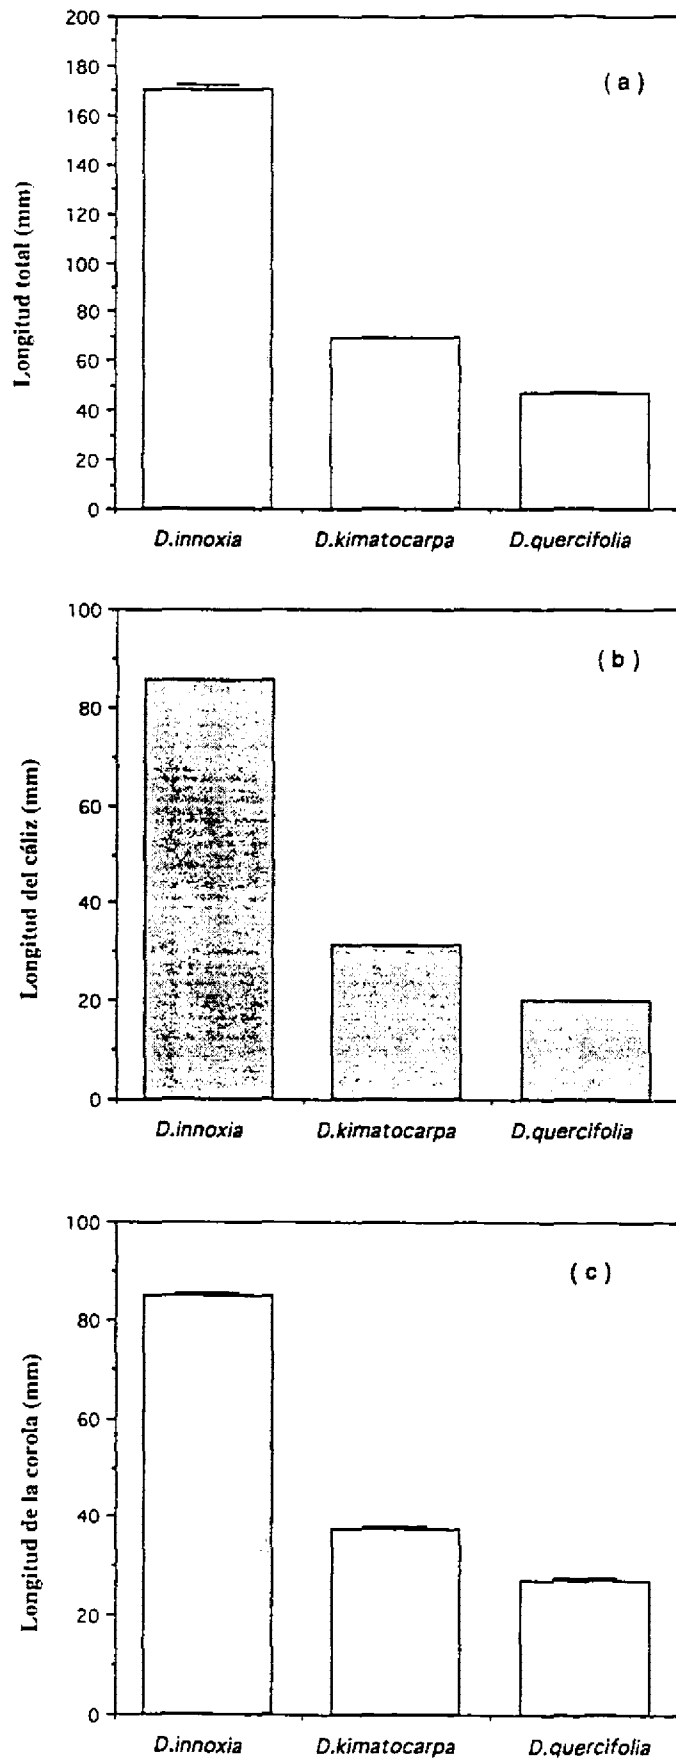 200
180
160
140
120
100
80
60
40
20
0
Longitud total (mm)
( a )
D.innoxia D.kimatocarpa D.quercifolia
100
80
60
40
20
0
Longitud del cáliz (mm)
( b )
D.innoxia D.kimatocarpa D.quercifolia
100
80
60
40
20
0
Longitud de la corola (mm)
( c )
D.innoxia D.kimatocarpa D.quercifolia